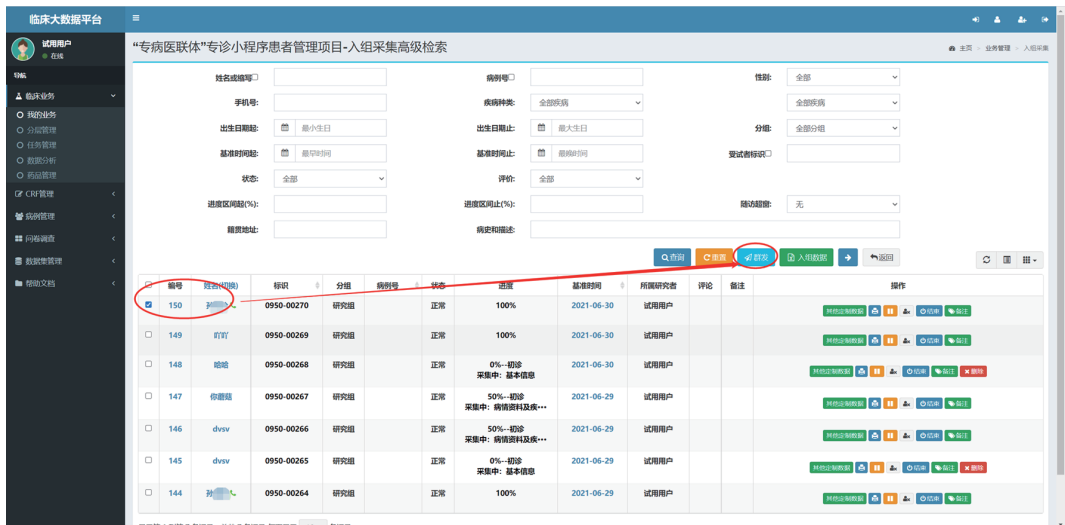 临床大数据平台
试用用户
在线
导航
临床业务
我的业务
分层管理
任务管理
数据分析
药品管理
CRF管理
病例管理
问卷调查
数据集管理
帮助文档
“专病医联体”专诊小程序患者管理项目-入组采集高级检索
主页 > 业务管理 > 入组采集
姓名或缩写 病例号 性别: 全部
手机号: 疾病种类: 全部疾病 全部疾病
出生日期起: 最小生日 出生日期止: 最大生日 分组: 全部分组
基准时间起: 最早时间 基准时间止: 最晚时间 受试者标识
状态: 全部 评价: 全部
进度区间起(%): 进度区间止(%): 随访超窗: 无
籍贯地址: 病史和描述:
查询 重置 群发 入组数据 返回
编号 姓名(切换) 标识 分组 病例号 状态 进度 基准时间 所属研究者 评论 备注 操作
150 孙 0950-00270 研究组 正常 100% 2021-06-30 试用用户 其他定制数据 结束 备注
149 吖吖 0950-00269 研究组 正常 100% 2021-06-30 试用用户 其他定制数据 结束 备注
148 哈哈 0950-00268 研究组 正常 0%--初诊 2021-06-30 试用用户 其他定制数据 结束 备注 删除
采集中：基本信息
147 你蘑菇 0950-00267 研究组 正常 50%--初诊 2021-06-29 试用用户 其他定制数据 结束 备注
采集中：病情资料及疾•••
146 dvsv 0950-00266 研究组 正常 50%--初诊 2021-06-29 试用用户 其他定制数据 结束 备注
采集中：病情资料及疾•••
145 dvsv 0950-00265 研究组 正常 0%--初诊 2021-06-29 试用用户 其他定制数据 结束 备注 删除
采集中：基本信息
144 孙 0950-00264 研究组 正常 100% 2021-06-29 试用用户 其他定制数据 结束 备注